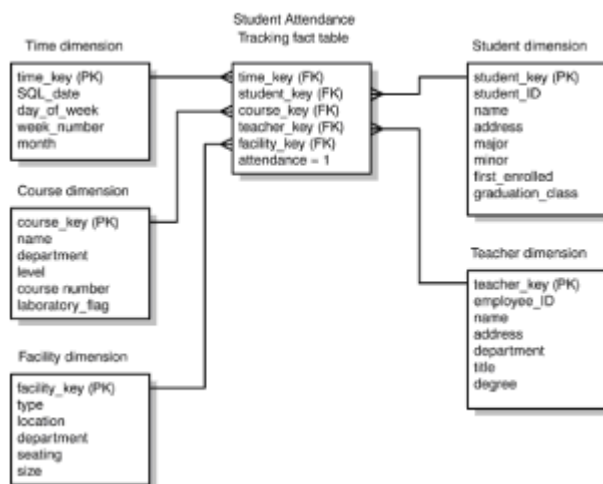 Time dimension
time_key (PK)
SQL_date
day_of_week
week_number
month
Course dimension
course_key (PK)
name
department
level
course number
laboratory_flag
Facility dimension
facility_key (PK)
type
location
department
seating
size
Student Attendance
Tracking fact table
time_key (FK)
student_key (FK)
course_key (FK)
teacher_key (FK)
facility_key (FK)
attendance = 1
Student dimension
student_key (PK)
student_ID
name
address
major
minor
first_enrolled
graduation_class
Teacher dimension
teacher_key (PK)
employee_ID
name
address
department
title
degree